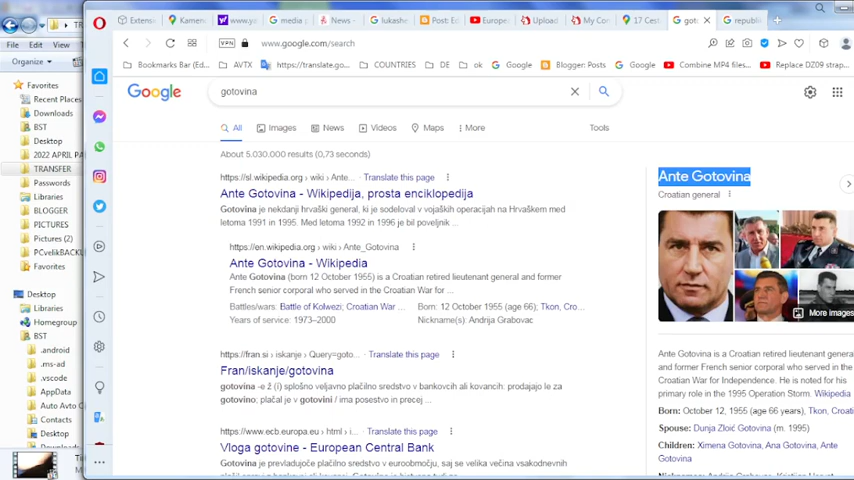 Extens
Kamenc
www.yo
media p
News -
lukashe
Post: Ed
Europe:
Upload
My Con
17 Cest
goto
republi
File
Edit
View
VPN
www.google.com/search
Organize
Bookmarks Bar (Ed...
AVTX
https://translate.go...
COUNTRIES
DE
ok
Google
Blogger: Posts
Google
Combine MP4 files...
Replace DZ09 strap...
Favorites
Recent Places
Downloads
BST
Desktop
2022 APRIL PA
TRANSFER
Passwords
Libraries
BLOGGER
PICTURES
Pictures (2)
PCvelikiBACKU
Favorites
Desktop
Libraries
Homegroup
BST
.android
.ms-ad
.vscode
AppData
Auto Avto C
Contacts
Desktop
Google
gotovina
All
Images
News
Videos
Maps
More
Tools
About 5.030.000 results (0,73 seconds)
https://sl.wikipedia.org › wiki › Ante... Translate this page
Ante Gotovina - Wikipedija, prosta enciklopedija
Gotovina je nekdanji hrvaški general, ki je sodeloval v vojaških operacijah na Hrvaškem med
letoma 1991 in 1995. Med letoma 1992 in 1996 je bil poveljnik ...
https://en.wikipedia.org › wiki › Ante_Gotovina
Ante Gotovina - Wikipedia
Ante Gotovina (born 12 October 1955) is a Croatian retired lieutenant general and former
French senior corporal who served in the Croatian War for ...
Battles/wars: Battle of Kolwezi; Croatian War ...
Born: 12 October 1955 (age 66); Tkon, Cro...
Years of service: 1973–2000
Nickname(s): Andrija Grabovac
https://fran.si › iskanje › Query=goto... Translate this page
Fran/iskanje/gotovina
gotovina -e ž (i) splošno veljavno plačilno sredstvo v bankovcih ali kovancih: prodajajo le za
gotovino; plačal je v gotovini / ima posestvo in precej ...
https://www.ecb.europa.eu › html › i... Translate this page
Vloga gotovine - European Central Bank
Gotovina je prevladujoče plačilno sredstvo v euroobmočju, saj se velika večina vsakodnevnih
Ante Gotovina
Croatian general
More images
Ante Gotovina is a Croatian retired lieutenant general
and former French senior corporal who served in the
Croatian War for Independence. He is noted for his
primary role in the 1995 Operation Storm. Wikipedia
Born: October 12, 1955 (age 66 years), Tkon, Croati
Spouse: Dunja Zloić Gotovina (m. 1995)
Children: Ximena Gotovina, Ana Gotovina, Ante
Gotovina